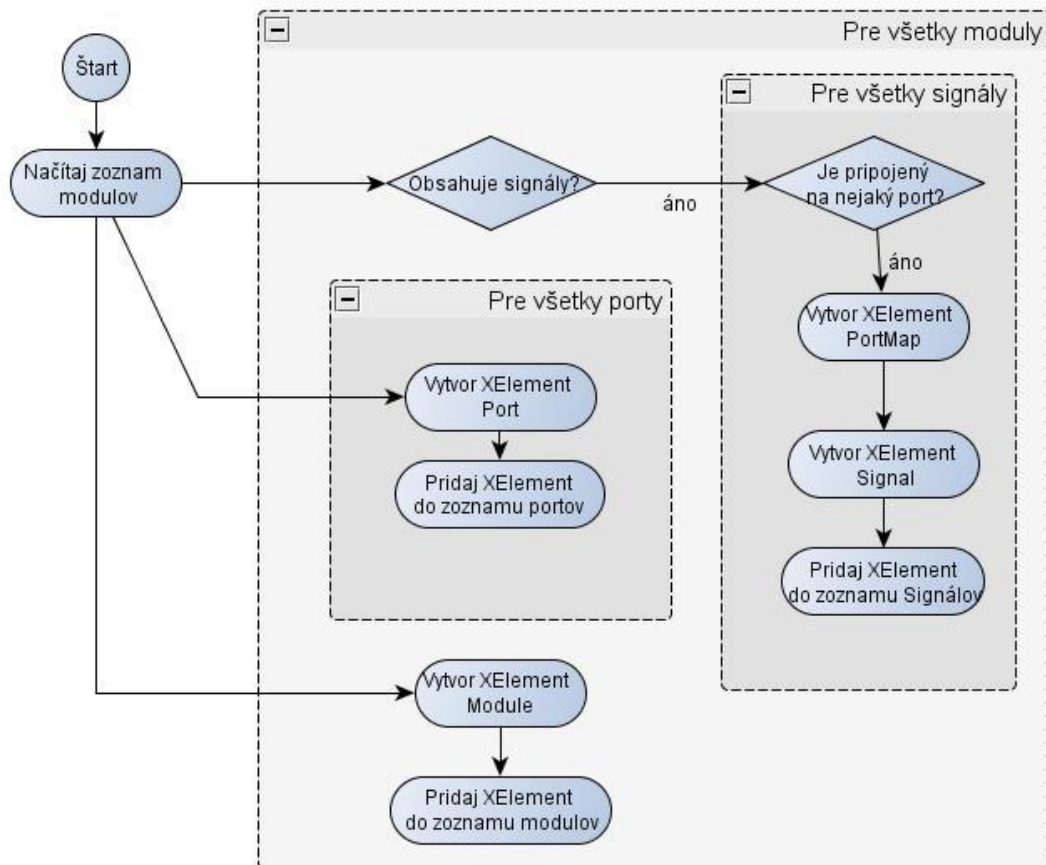 Pre všetky moduly
Štart
Pre všetky signály
Načítaj zoznam
modulov
Obsahuje signály?
áno
Je pripojený
na nejaký port?
áno
Pre všetky porty
Vytvor XElement
PortMap
Vytvor XElement
Port
Vytvor XElement
Signal
Pridaj XElement
do zoznamu portov
Pridaj XElement
do zoznamu Signálov
Vytvor XElement
Module
Pridaj XElement
do zoznamu modulov